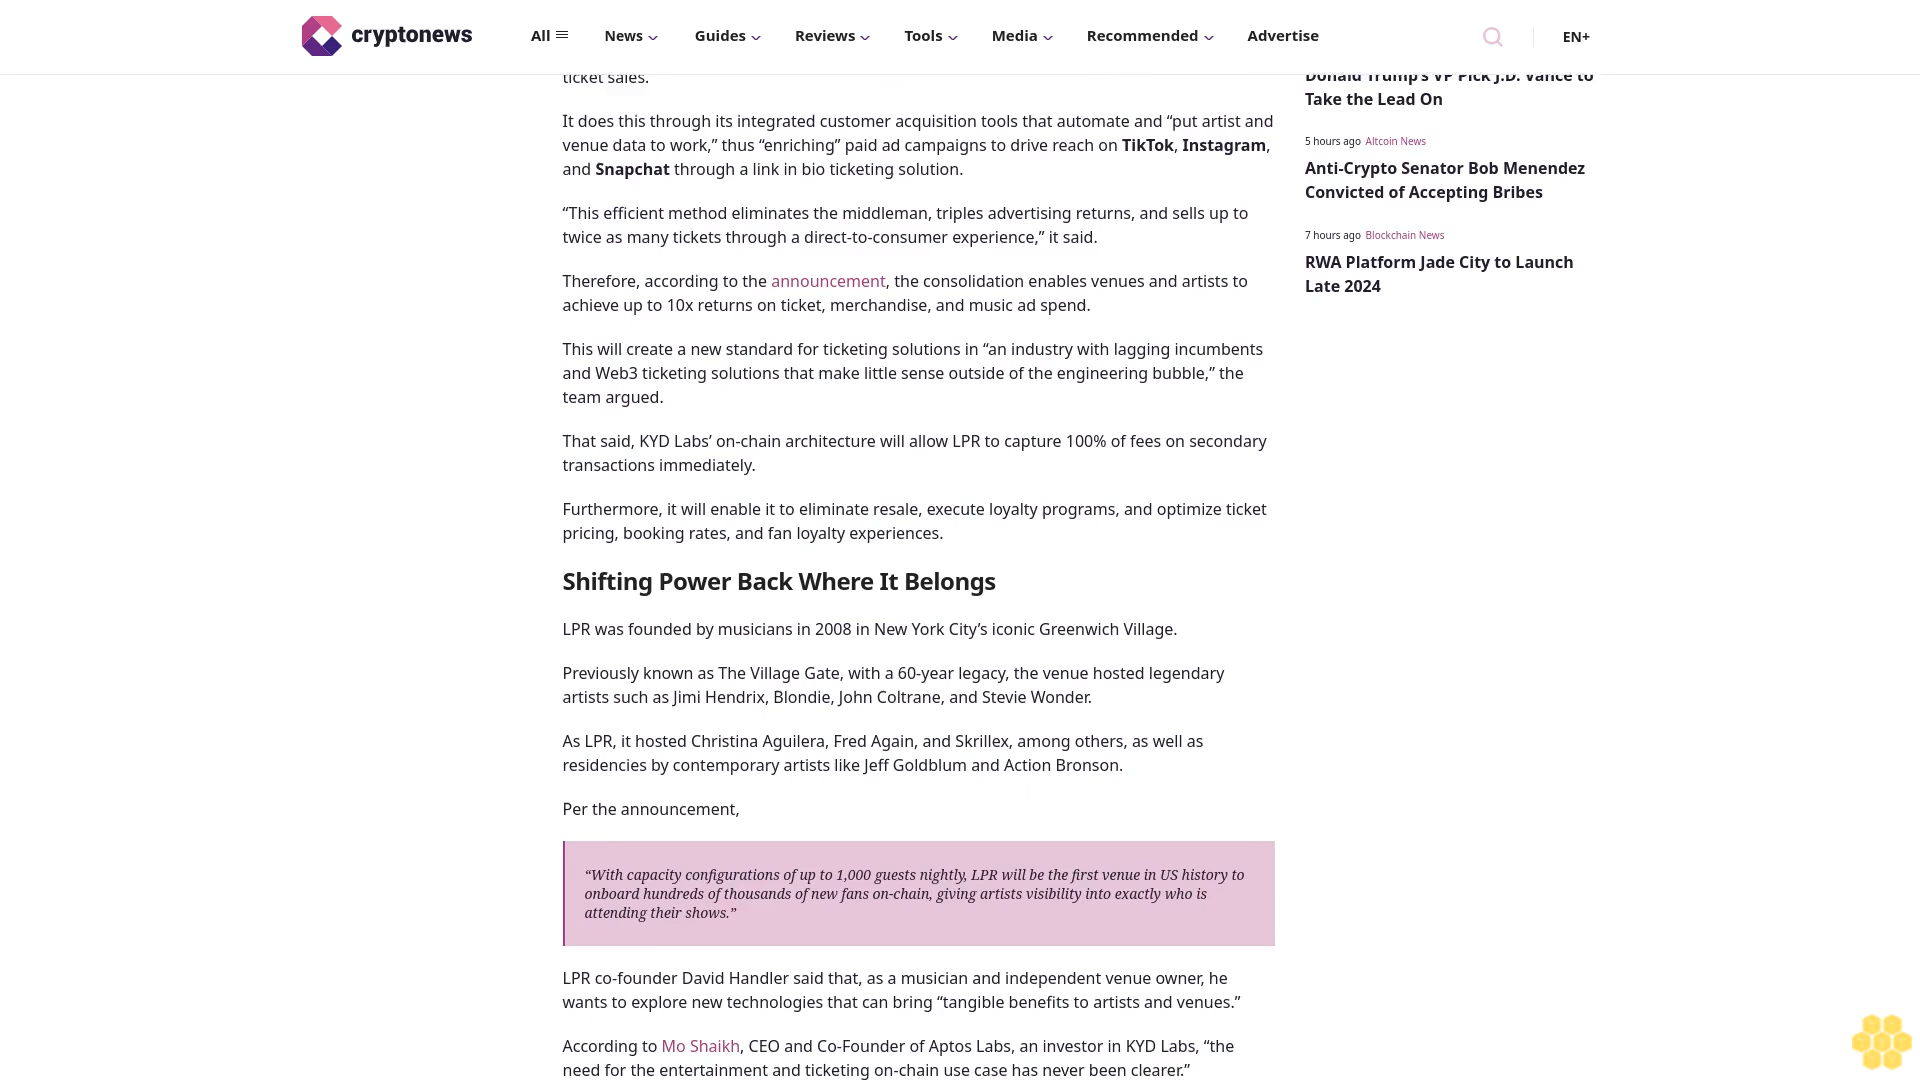 cryptonews
All
News
Guides
Reviews
Tools
Media
Recommended
Advertise
EN+
ticket sales.
It does this through its integrated customer acquisition tools that automate and “put artist and
venue data to work,” thus “enriching” paid ad campaigns to drive reach on TikTok, Instagram,
and Snapchat through a link in bio ticketing solution.
“This efficient method eliminates the middleman, triples advertising returns, and sells up to
twice as many tickets through a direct-to-consumer experience,” it said.
Therefore, according to the announcement, the consolidation enables venues and artists to
achieve up to 10x returns on ticket, merchandise, and music ad spend.
This will create a new standard for ticketing solutions in “an industry with lagging incumbents
and Web3 ticketing solutions that make little sense outside of the engineering bubble,” the
team argued.
That said, KYD Labs’ on-chain architecture will allow LPR to capture 100% of fees on secondary
transactions immediately.
Furthermore, it will enable it to eliminate resale, execute loyalty programs, and optimize ticket
pricing, booking rates, and fan loyalty experiences.
Shifting Power Back Where It Belongs
LPR was founded by musicians in 2008 in New York City’s iconic Greenwich Village.
Previously known as The Village Gate, with a 60-year legacy, the venue hosted legendary
artists such as Jimi Hendrix, Blondie, John Coltrane, and Stevie Wonder.
As LPR, it hosted Christina Aguilera, Fred Again, and Skrillex, among others, as well as
residencies by contemporary artists like Jeff Goldblum and Action Bronson.
Per the announcement,
“With capacity configurations of up to 1,000 guests nightly, LPR will be the first venue in US history to
onboard hundreds of thousands of new fans on-chain, giving artists visibility into exactly who is
attending their shows.”
LPR co-founder David Handler said that, as a musician and independent venue owner, he
wants to explore new technologies that can bring “tangible benefits to artists and venues.”
According to Mo Shaikh, CEO and Co-Founder of Aptos Labs, an investor in KYD Labs, “the
need for the entertainment and ticketing on-chain use case has never been clearer.”
Donald Trump’s VP Pick J.D. Vance to
Take the Lead On
5 hours ago Altcoin News
Anti-Crypto Senator Bob Menendez
Convicted of Accepting Bribes
7 hours ago Blockchain News
RWA Platform Jade City to Launch
Late 2024